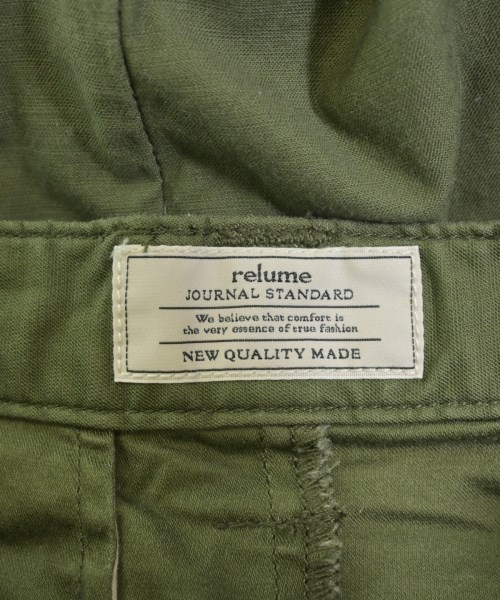 relume
JOURNAL STANDARD
We believe that comfort is
the very essence of true fashion
NEW QUALITY MADE